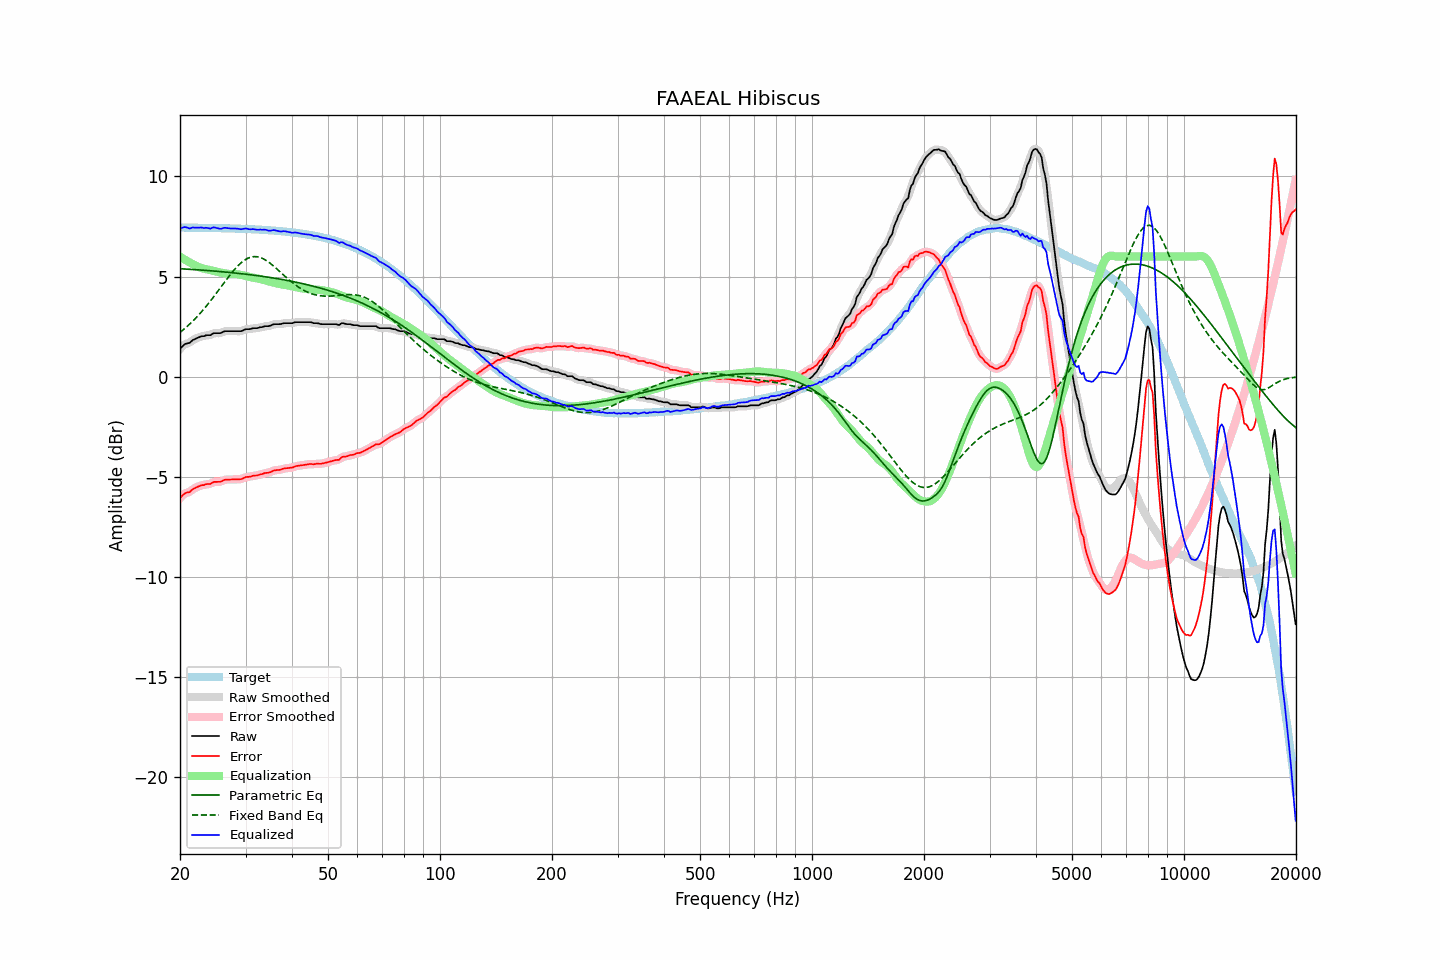 FAAEAL Hibiscus
Amplitude (dBr)
10
5
0
−5
−10
−15
−20
Target
Raw Smoothed
Error Smoothed
Raw
Error
Equalization
Parametric Eq
Fixed Band Eq
Equalized
20 50 100 200 500 1000 2000 5000 10000 20000
Frequency (Hz)